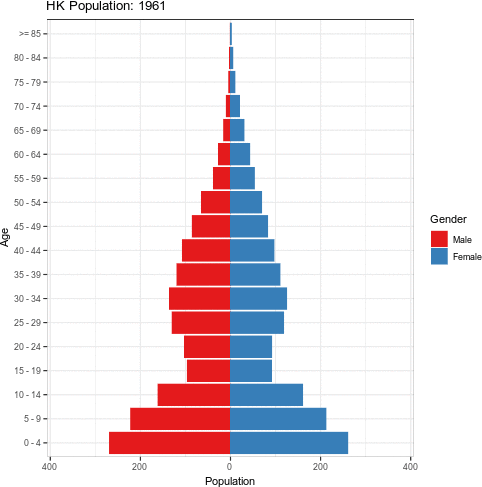 HK Population: 1961
>= 85
80 - 84
75 - 79
70 - 74
65 - 69
60 - 64
55 - 59
50 - 54
45 - 49
40 - 44
35 - 39
30 - 34
25 - 29
20 - 24
15 - 19
10 - 14
5 - 9
0 - 4
Age
400 200 0 200 400
Population
Gender
Male
Female